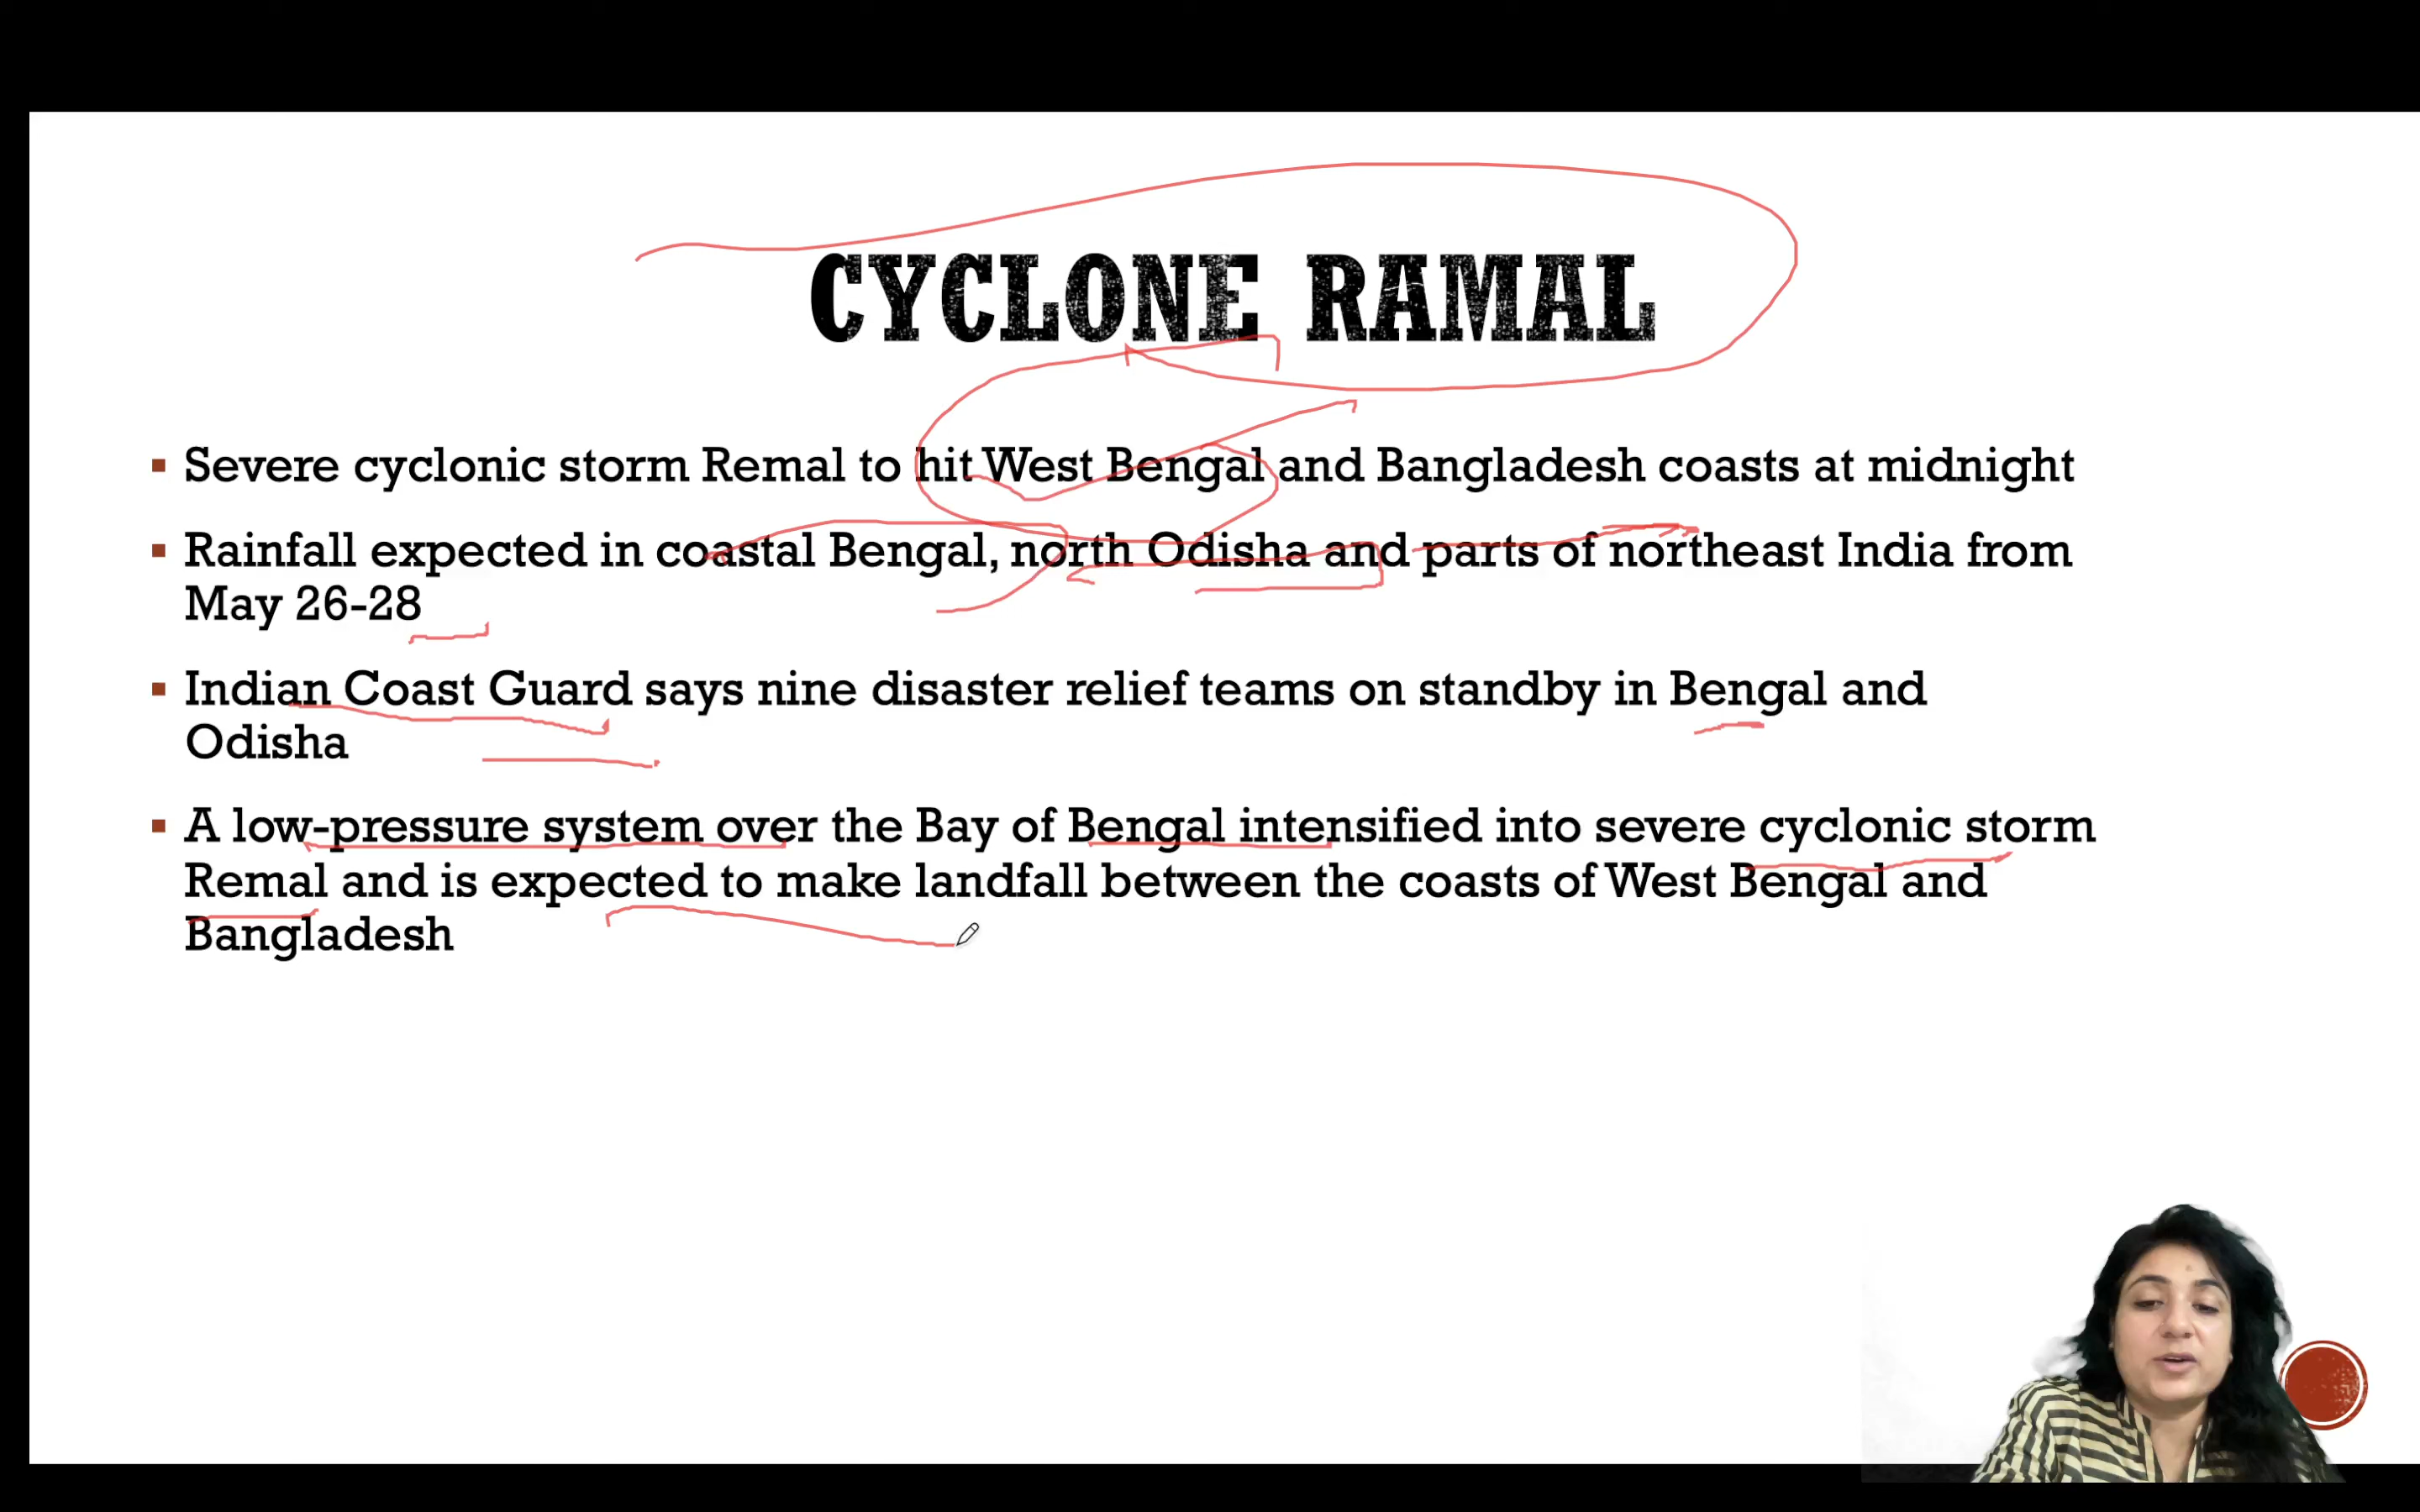 CYCLONE RAMAL
▪ Severe cyclonic storm Remal to hit West Bengal and Bangladesh coasts at midnight
▪ Rainfall expected in coastal Bengal, north Odisha and parts of northeast India from
May 26-28
▪ Indian Coast Guard says nine disaster relief teams on standby in Bengal and
Odisha
▪ A low-pressure system over the Bay of Bengal intensified into severe cyclonic storm
Remal and is expected to make landfall between the coasts of West Bengal and
Bangladesh